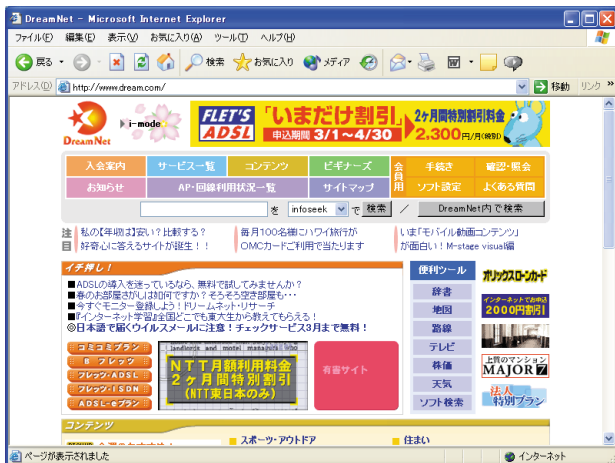 DreamNet - Microsoft Internet Explorer
ファイル(F) 編集(E) 表示(V) お気に入り(A) ツール(T) ヘルプ(H)
戻る 検索 お気に入り メディア
アドレス(D) http://www.dream.com/ 移動 リンク »
DreamNet
i-mode
FLET'S ADSL
「いまだけ割引」
申込期間 3/1〜4/30
2ヶ月間特別割引料金
2,300円/月(税別)
入会案内 サービス一覧 コンテンツ ビギナーズ 会員用 手続き 確認・照会
お知らせ AP・回線利用状況一覧 サイトマップ ソフト設定 よくある質問
を infoseek で 検索 / DreamNet内で検索
注目
私の【年収は】安い?比較する?
好奇心に答えるサイトが誕生!!
毎月100名様にハワイ旅行が
OMCカードご利用で当たります
いま「モバイル動画コンテンツ」
が面白い!M-stage visual編
イチ押し!
■ADSLの導入を迷っているなら、無料で試してみませんか?
■春のお部屋さがしは如何ですか?そろそろ空き部屋も・・・
■今すぐモニター登録しよう!ドリームネット・リサーチ
■『インターネット学習』全国どこでも東大生から教えてもらえる!
◎日本語で届くウイルスメールに注意!チェックサービス3月まで無料!
コミコミプラン
B フレッツ
フレッツ・ADSL
フレッツ・ISDN
ADSL-eプラン
landlords and model managers who
NTT月額利用料金
2ヶ月間特別割引
(NTT東日本のみ)
有害サイト
便利ツール
辞書
地図
路線
テレビ
株価
天気
ソフト検索
オリックスローンカード
インターネットでお申込
2000円割引
上質のマンション
MAJOR7
法人
特別プラン
コンテンツ
■ スポーツ・アウトドア
■ 住まい
ページが表示されました インターネット